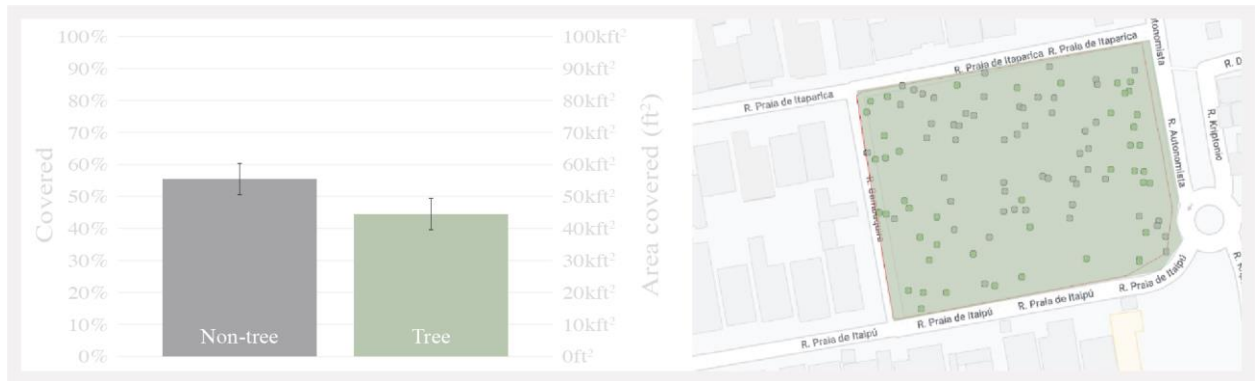 100%
90%
80%
70%
60%
50%
40%
30%
20%
10%
0%
Covered
Non-tree
Tree
100kft²
90kft²
80kft²
70kft²
60kft²
50kft²
40kft²
30kft²
20kft²
10kft²
0ft²
Area covered (ft²)
R. Praia de Itaparica
R. Praia de Itaparica
R. Praia de Itaparica
tonomista
R. D
R. Kriptonio
R. Autonomista
R. Praia de Itaipú
R. Praia de Itaipú
R. Praia de Itaipú
R. Praia de Itaipú